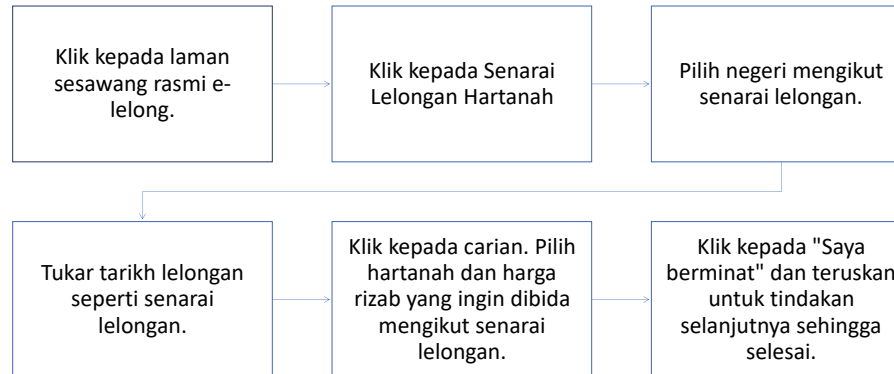 Klik kepada laman
sesawang rasmi e-
lelong.
Klik kepada Senarai
Lelongan Hartanah
Pilih negeri mengikut
senarai lelongan.
Tukar tarikh lelongan
seperti senarai
lelongan.
Klik kepada carian. Pilih
hartanah dan harga
rizab yang ingin dibida
mengikut senarai
lelongan.
Klik kepada "Saya
berminat" dan teruskan
untuk tindakan
selanjutnya sehingga
selesai.